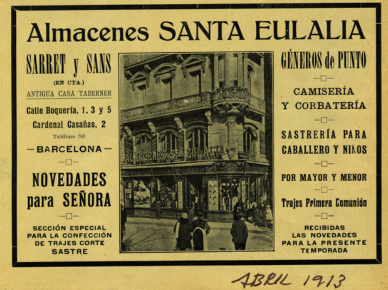 Almacenes SANTA EULALIA
SARRET y SANS
(EN CTA.)
ANTIGUA CASA TABERNER
Calle Boquería, 1, 3 y 5
Cardenal Casañas, 2
Teléfono 795
— BARCELONA —
NOVEDADES
para SEÑORA
SECCIÓN ESPECIAL
PARA LA CONFECCIÓN
DE TRAJES CORTE
SASTRE
GÉNEROS de PUNTO
CAMISERÍA
Y CORBATERÍA
SASTRERÍA PARA
CABALLERO Y NIÑOS
POR MAYOR Y MENOR
Trajes Primera Comunión
RECIBIDAS
LAS NOVEDADES
PARA LA PRESENTE
TEMPORADA
ABRIL 1913